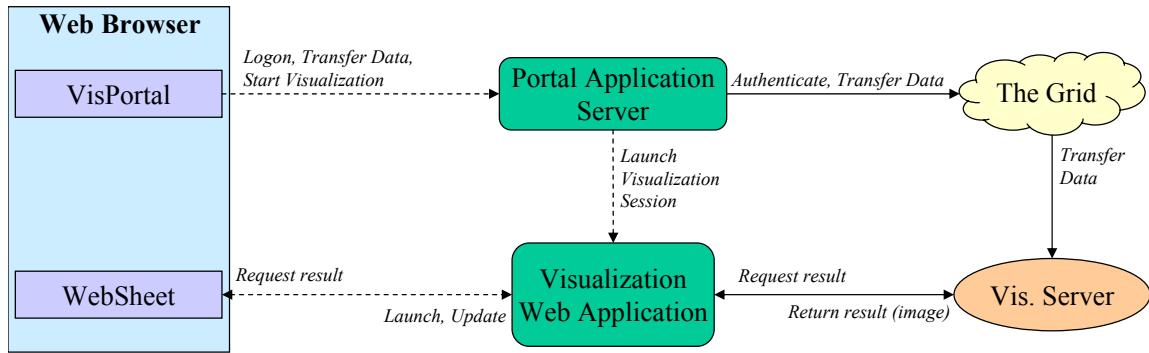 Web Browser
VisPortal
Logon, Transfer Data,
Start Visualization
Portal Application
Server
Authenticate, Transfer Data
The Grid
Launch
Visualization
Session
Transfer
Data
WebSheet
Request result
Launch, Update
Visualization
Web Application
Request result
Return result (image)
Vis. Server